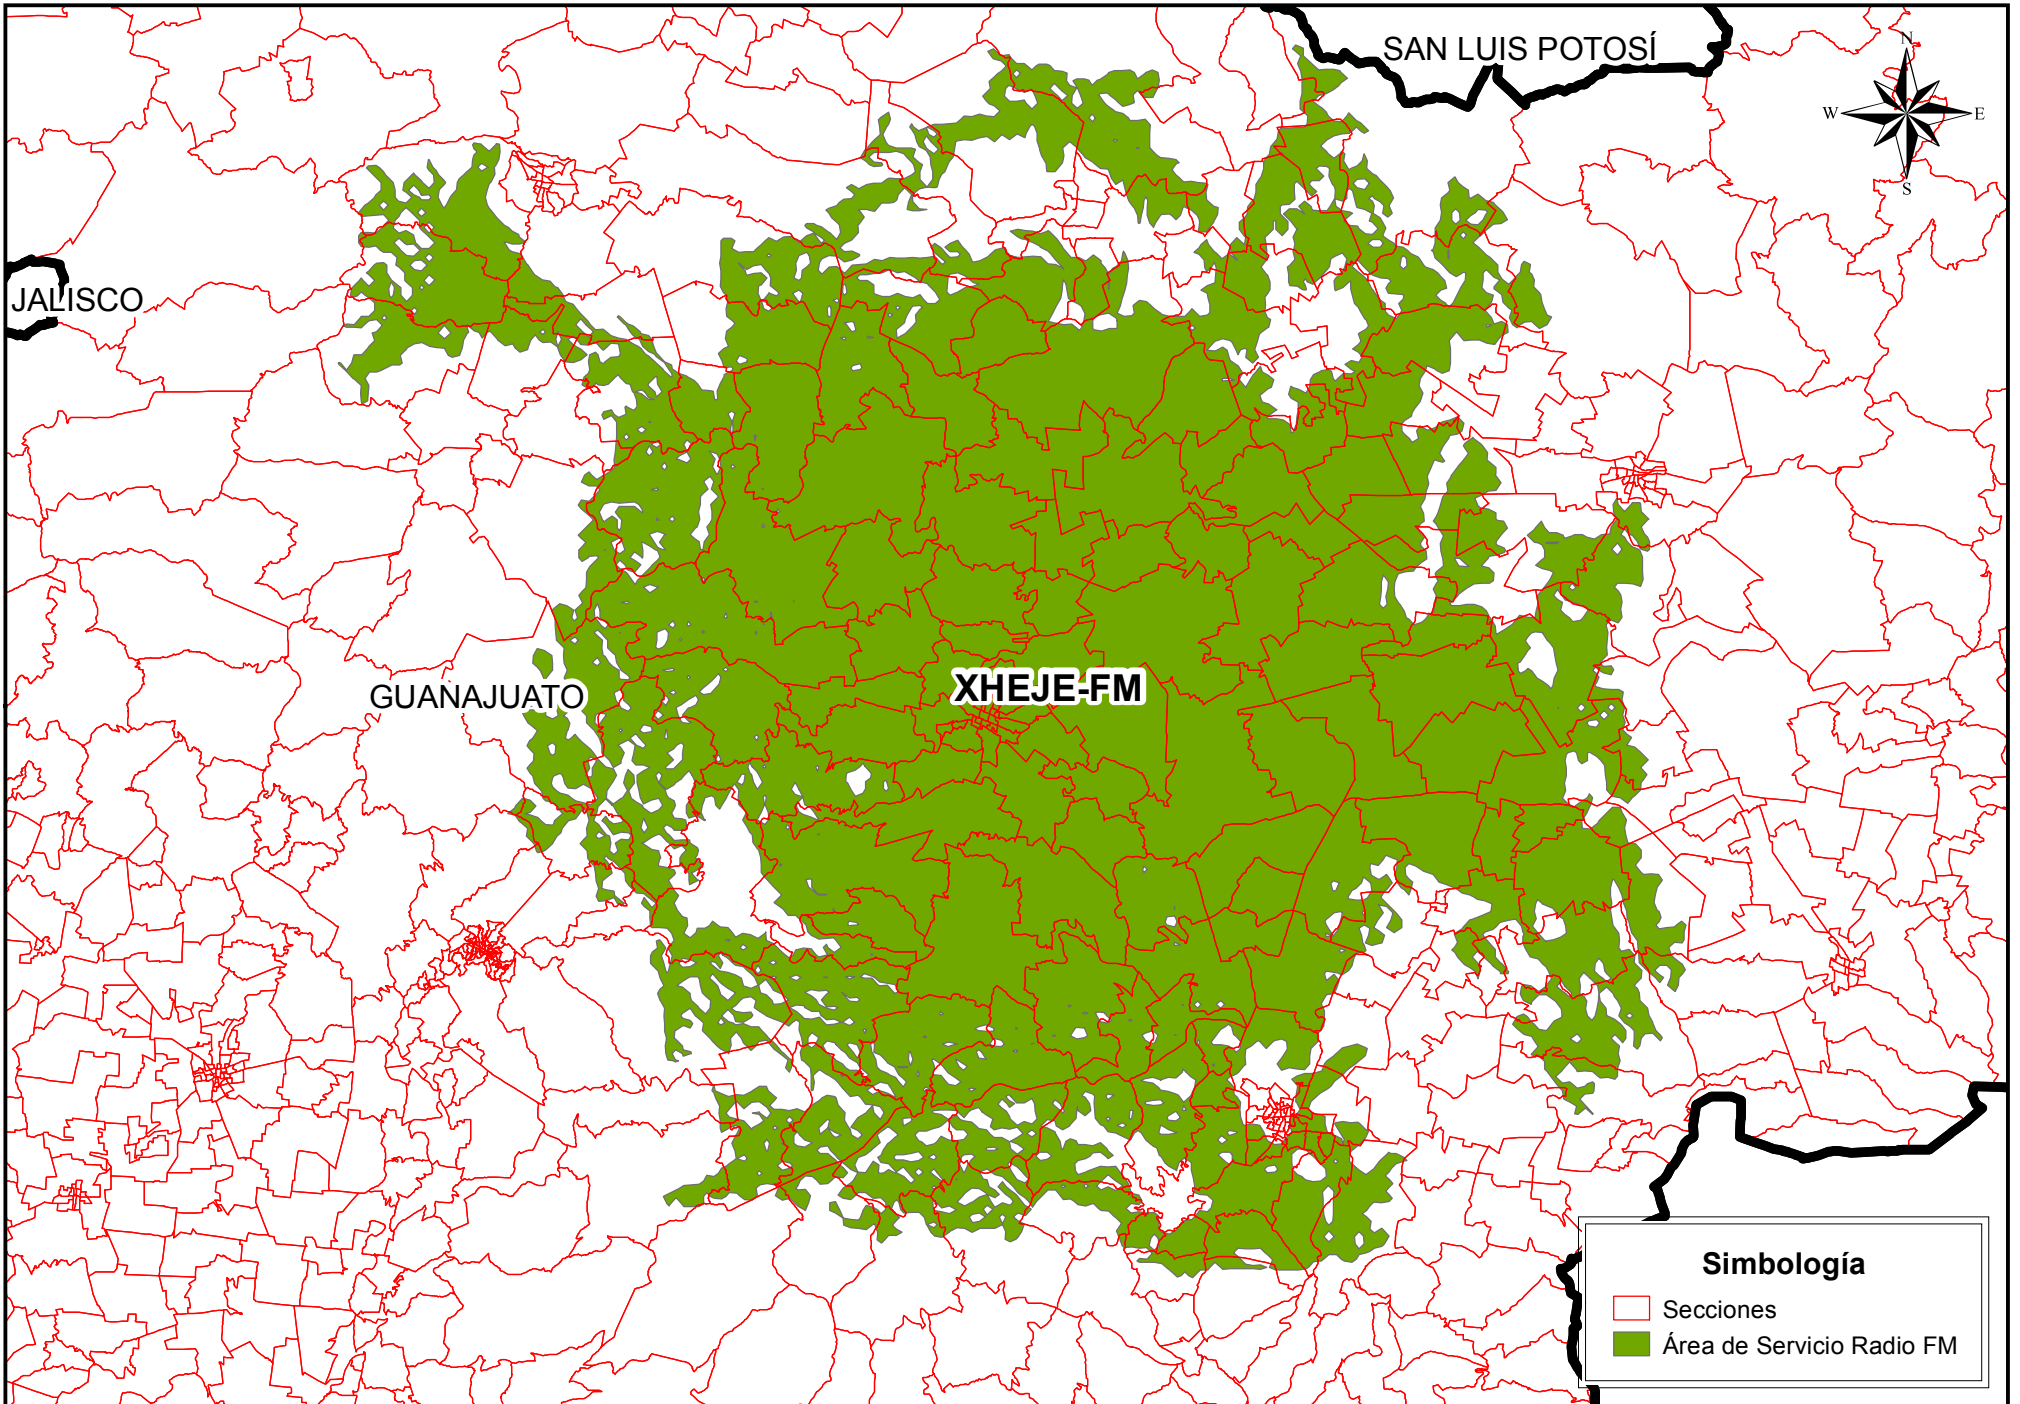 SAN LUIS POTOSÍ
N
W
E
S
JALISCO
GUANAJUATO
XHEJE-FM
Simbología
Secciones
Área de Servicio Radio FM